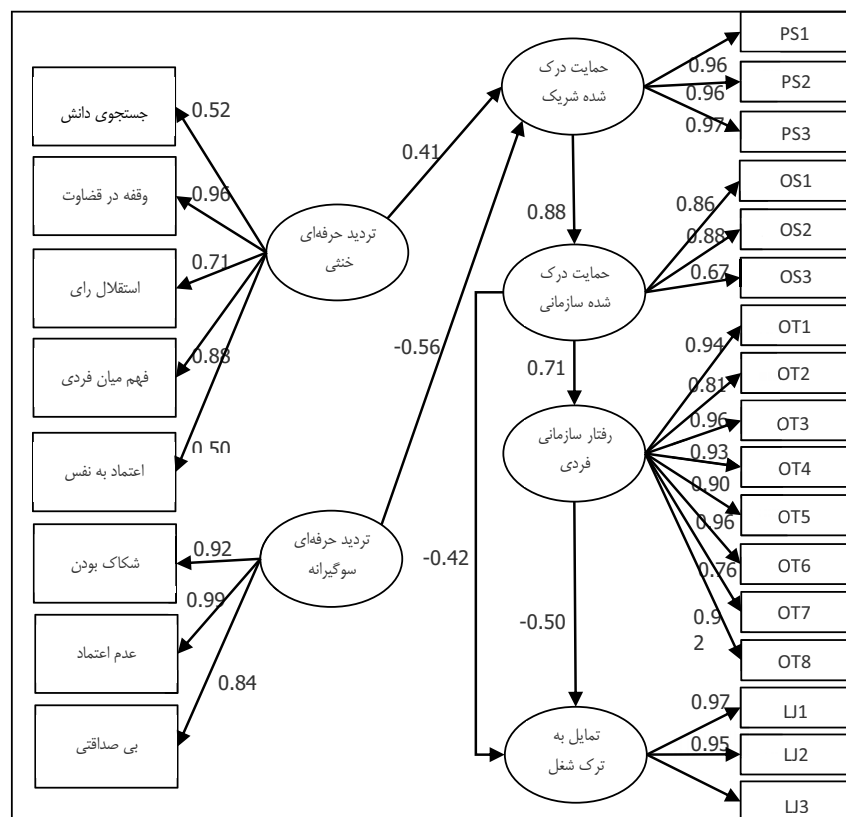 PS1
حمایت درک
شده شریک
0.96
PS2
0.96
جستجوی دانش
0.52
0.97
PS3
0.41
OS1
وقفه در قضاوت
0.96
0.86
0.88
تردید حرفه‌ای
خنثی
OS2
0.88
استقلال رای
0.71
حمایت درک
شده سازمانی
0.67
OS3
OT1
-0.56
0.94
فهم میان فردی
0.88
0.71
OT2
0.81
OT3
0.96
رفتار سازمانی
فردی
0.93
OT4
0.50
اعتماد به نفس
0.90
OT5
0.96
تردید حرفه‌ای
سوگیرانه
شکاک بودن
0.92
-0.42
OT6
0.76
0.99
OT7
-0.50
0.9
2
عدم اعتماد
OT8
0.84
0.97
LJ1
بی صداقتی
تمایل به
ترک شغل
0.95
LJ2
LJ3